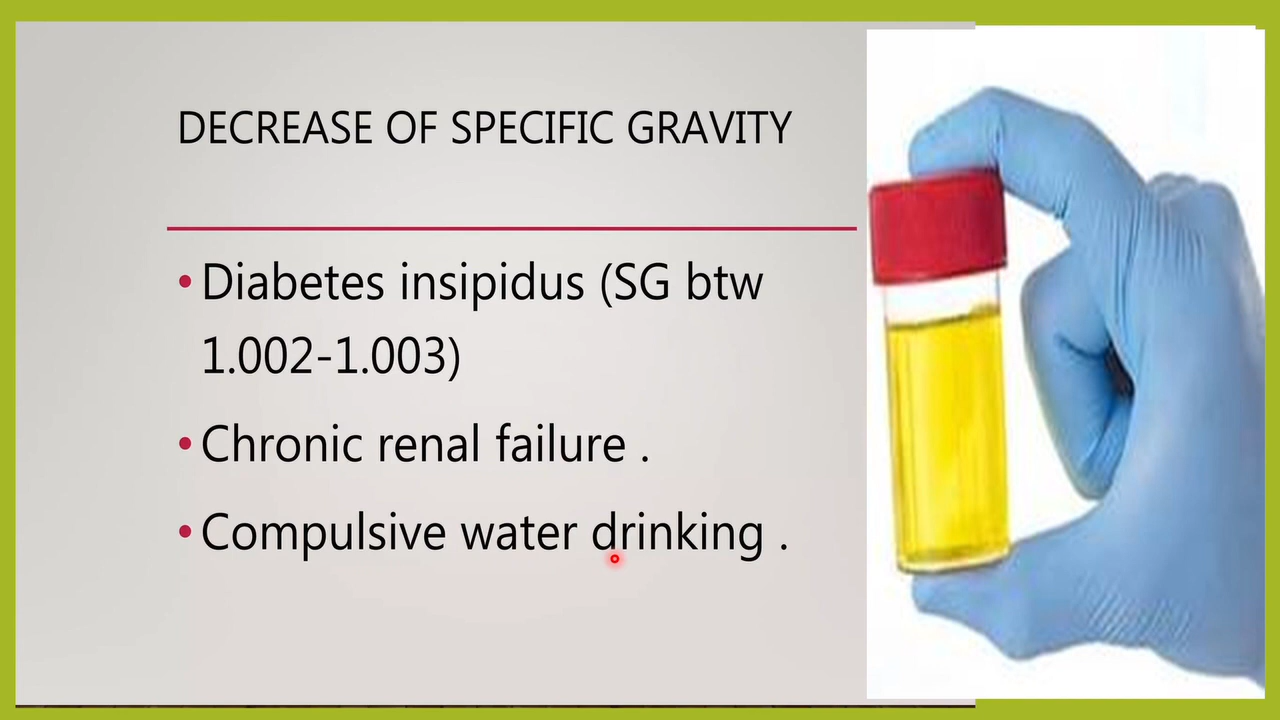 DECREASE OF SPECIFIC GRAVITY
• Diabetes insipidus (SG btw
1.002-1.003)
• Chronic renal failure .
• Compulsive water drinking .